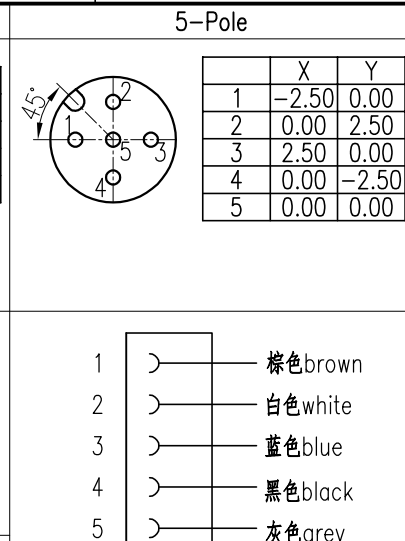 5-Pole
45°
2
1
5
3
4
X Y
1 -2.50 0.00
2 0.00 2.50
3 2.50 0.00
4 0.00 -2.50
5 0.00 0.00
1 棕色brown
2 白色white
3 蓝色blue
4 黑色black
5 灰色grey